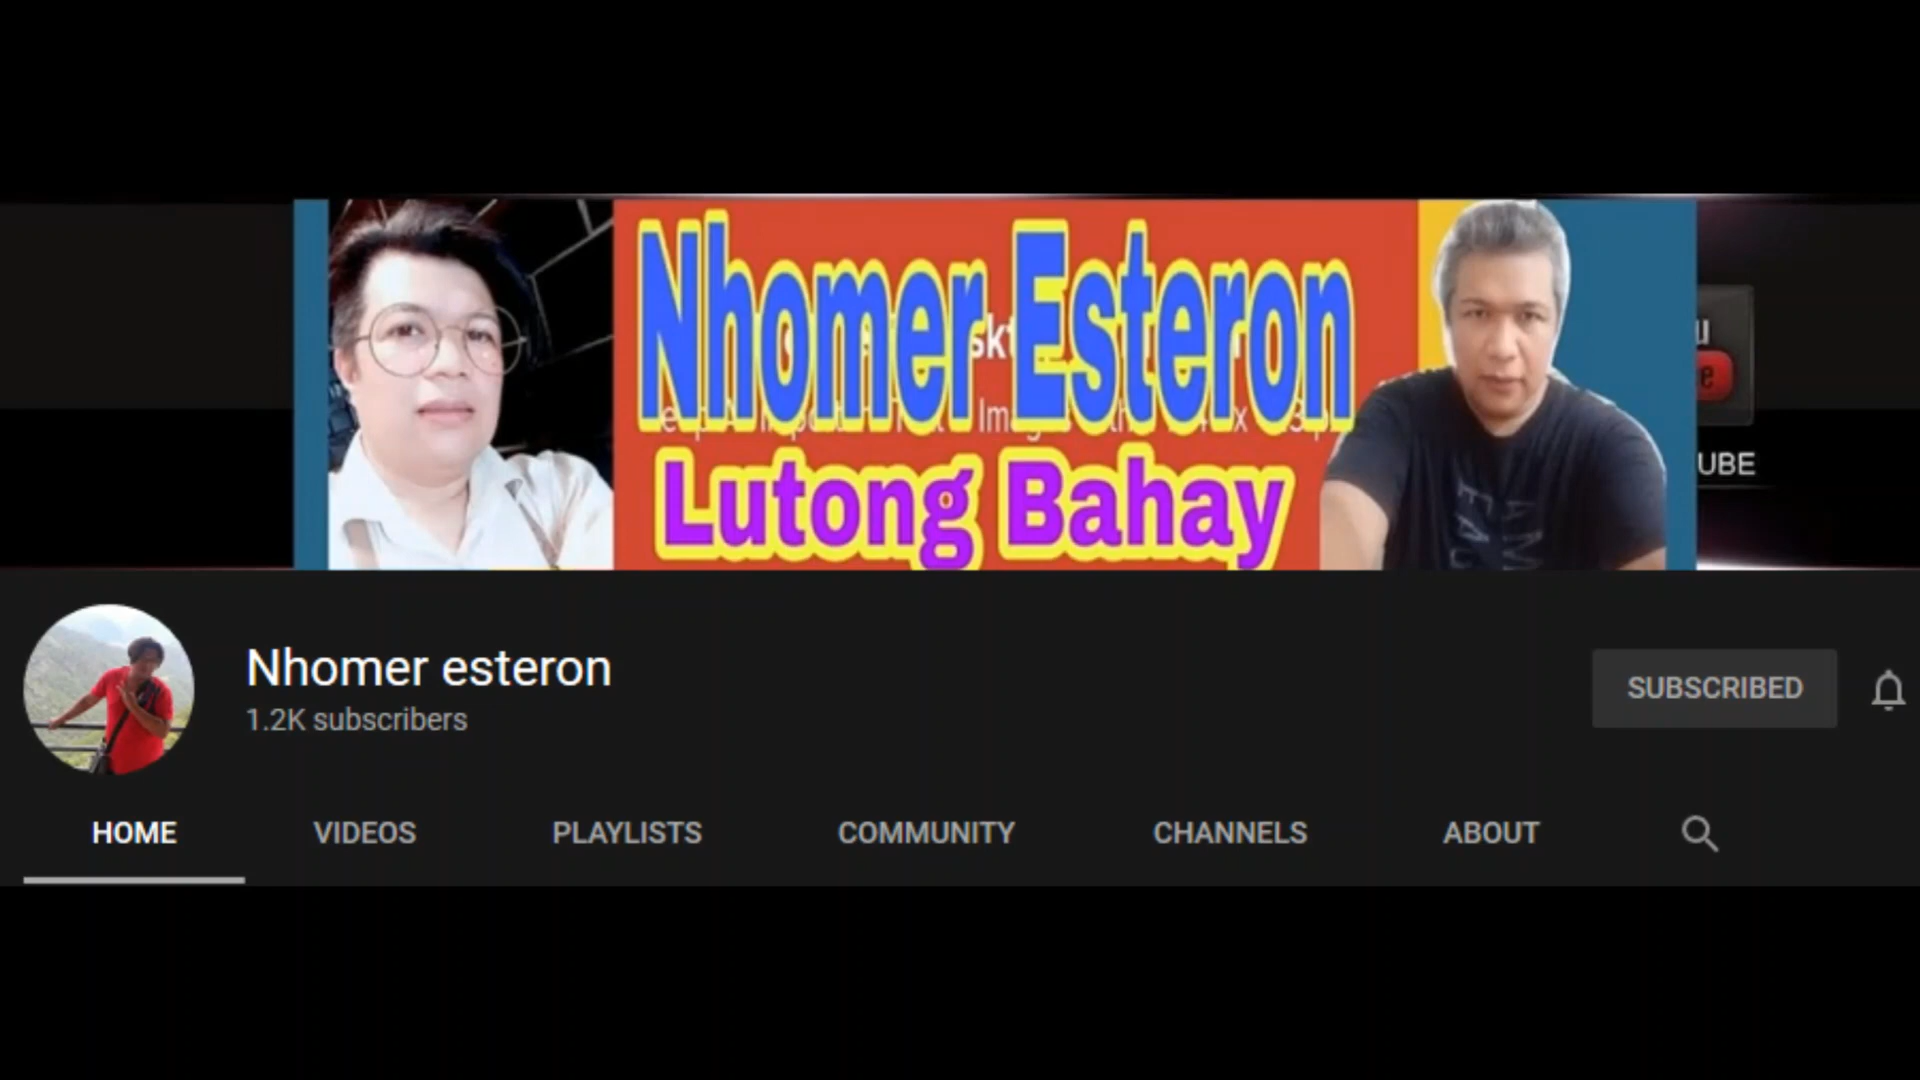 Nhomer Esteron
Lutong Bahay
UBE
Nhomer esteron
1.2K subscribers
SUBSCRIBED
HOME
VIDEOS
PLAYLISTS
COMMUNITY
CHANNELS
ABOUT